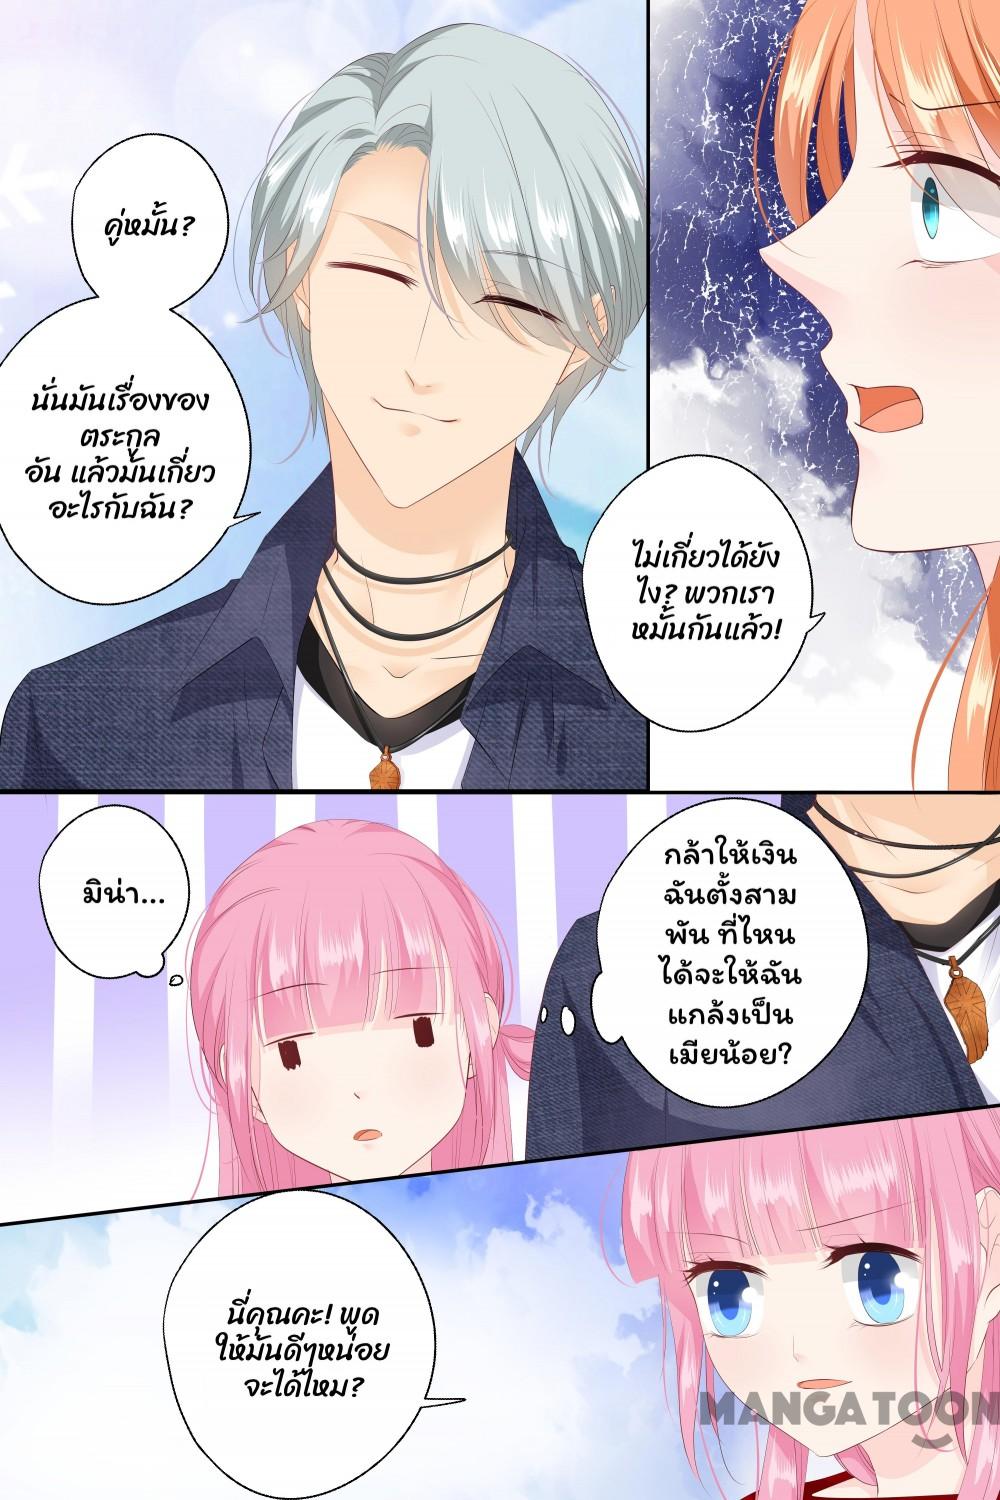 คู่หมั้น?
นั่นมันเรื่องของ
ตระกูล
อัน แล้วมันเกี่ยว
อะไรกับฉัน?
ไม่เกี่ยวได้ยัง
ไง? พวกเรา
หมั้นกันแล้ว!
มิน่า...
กล้าให้เงิน
ฉันตั้งสาม
พัน ที่ไหน
ได้จะให้ฉัน
แกล้งเป็น
เมียน้อย?
นี่คุณคะ! พูด
ให้มันดีๆหน่อย
จะได้ไหม?
MANGATOON